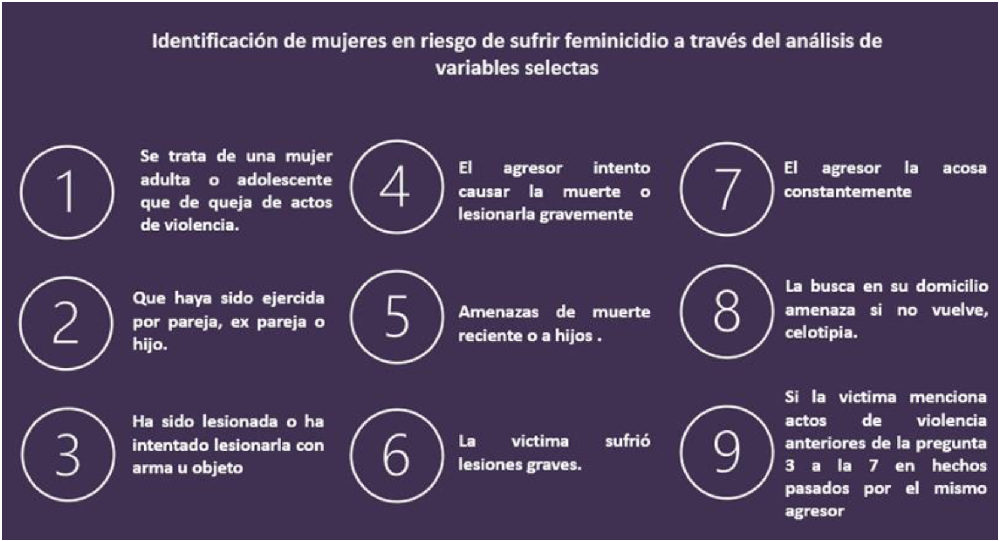 Identificación de mujeres en riesgo de sufrir feminicidio a través del análisis de
variables selectas
1
Se trata de una mujer
adulta o adolescente
que de queja de actos
de violencia.
2
Que haya sido ejercida
por pareja, ex pareja o
hijo.
3
Ha sido lesionada o ha
intentado lesionarla con
arma u objeto
4
El agresor intento
causar la muerte o
lesionarla gravemente
5
Amenazas de muerte
reciente o a hijos .
6
La victima sufrió
lesiones graves.
7
El agresor la acosa
constantemente
8
La busca en su domicilio
amenaza si no vuelve,
celotipia.
9
Si la victima menciona
actos de violencia
anteriores de la pregunta
3 a la 7 en hechos
pasados por el mismo
agresor